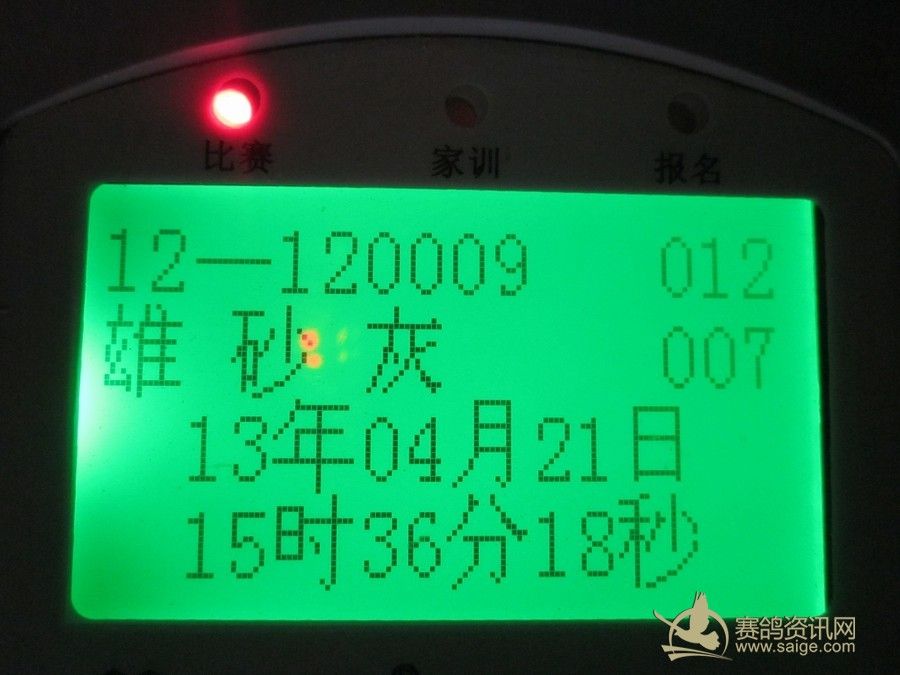 比赛 家训 报名
12—120009 012
雄 砂 灰 007
13年04月21日
15时36分18秒
赛鸽资讯网
www.saige.com